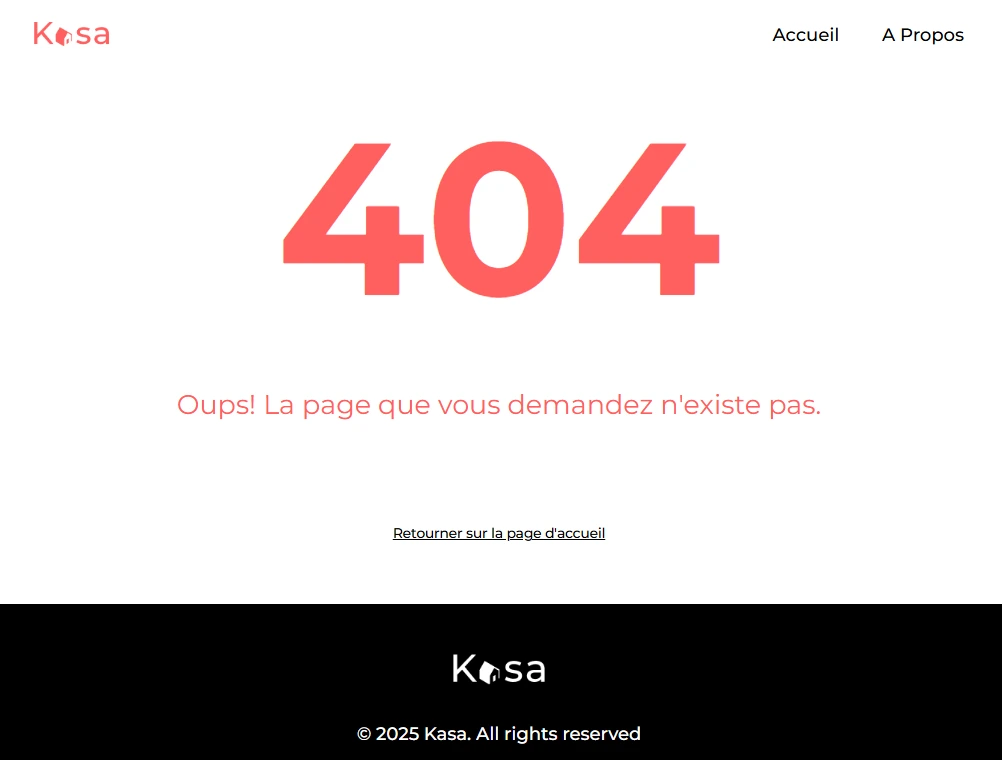 Kasa
Accueil
A Propos
404
Oups! La page que vous demandez n'existe pas.
Retourner sur la page d'accueil
Kasa
© 2025 Kasa. All rights reserved